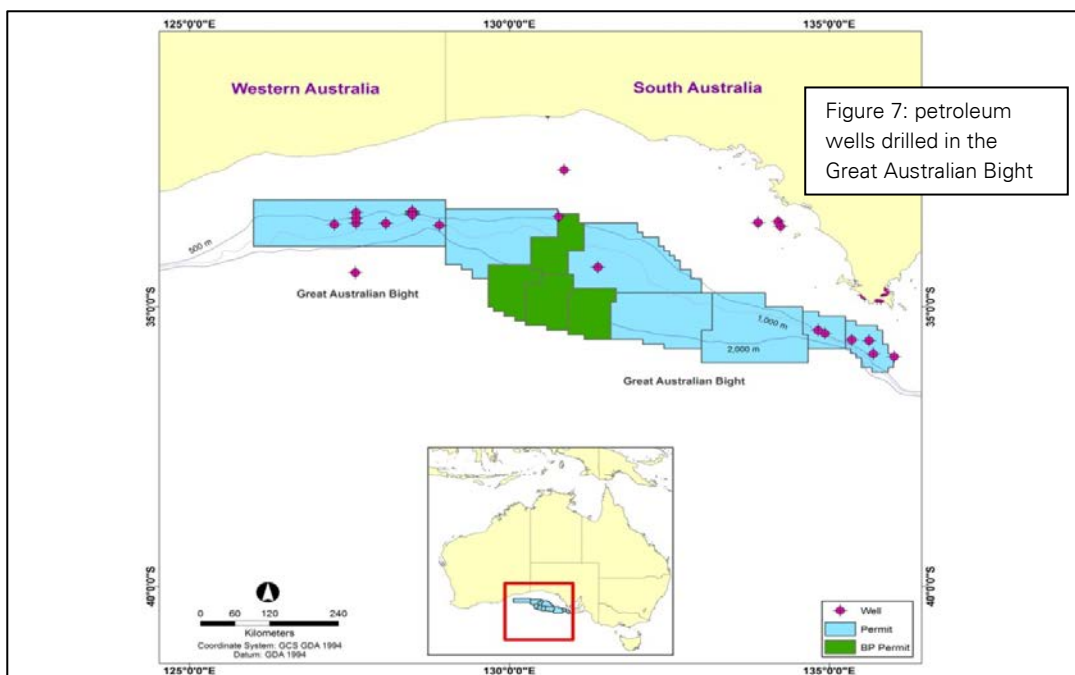 125°0'0"E
130°0'0"E
135°0'0"E
Western Australia
South Australia
Figure 7: petroleum
wells drilled in the
Great Australian Bight
500 m
Great Australian Bight
35°0'0"S
35°0'0"S
1,000 m
2,000 m
Great Australian Bight
40°0'0"S
40°0'0"S
0 60 120 240
Kilometers
Coordinate System: GCS GDA 1994
Datum: GDA 1994
Well
Permit
BP Permit
125°0'0"E
130°0'0"E
135°0'0"E